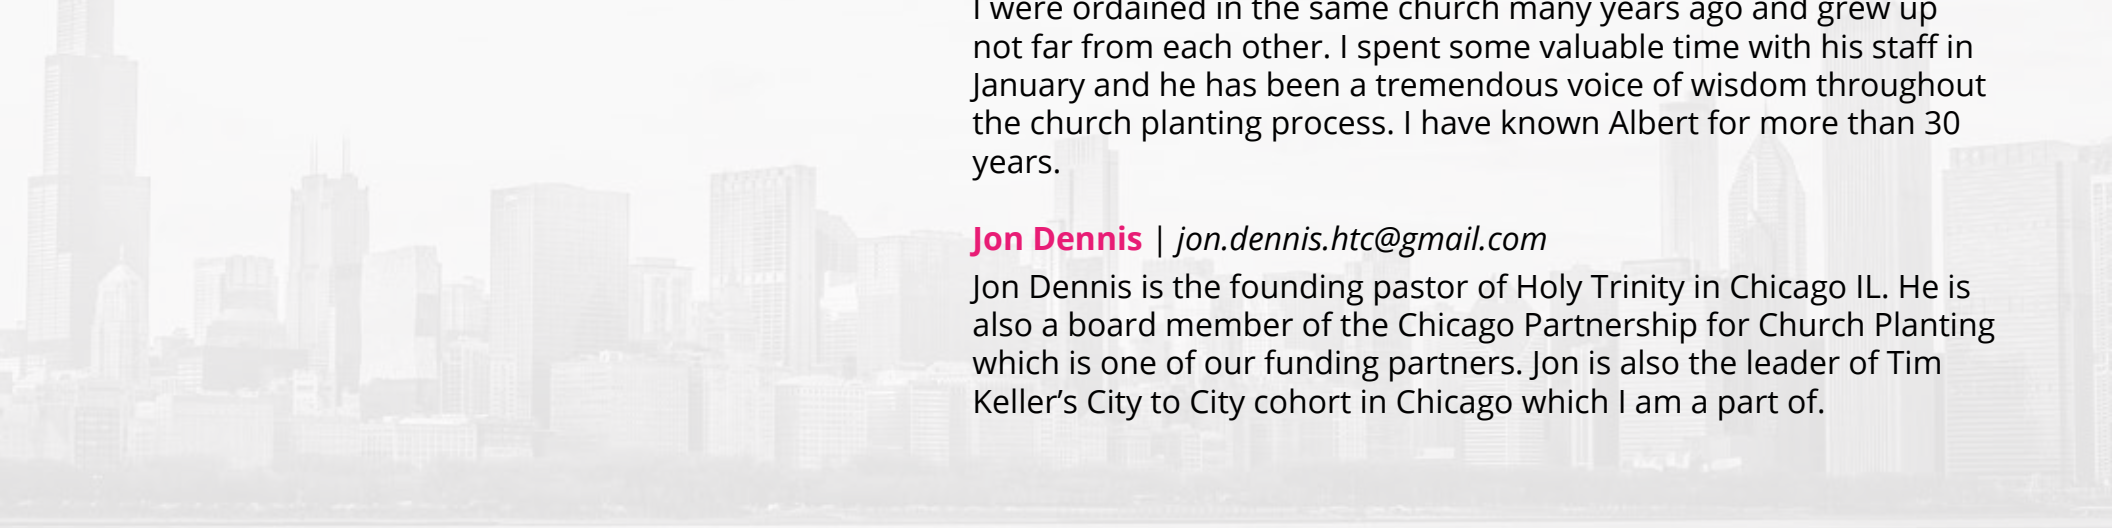 I were ordained in the same church many years ago and grew up
not far from each other. I spent some valuable time with his staff in
January and he has been a tremendous voice of wisdom throughout
the church planting process. I have known Albert for more than 30
years.
Jon Dennis | jon.dennis.htc@gmail.com
Jon Dennis is the founding pastor of Holy Trinity in Chicago IL. He is
also a board member of the Chicago Partnership for Church Planting
which is one of our funding partners. Jon is also the leader of Tim
Keller’s City to City cohort in Chicago which I am a part of.